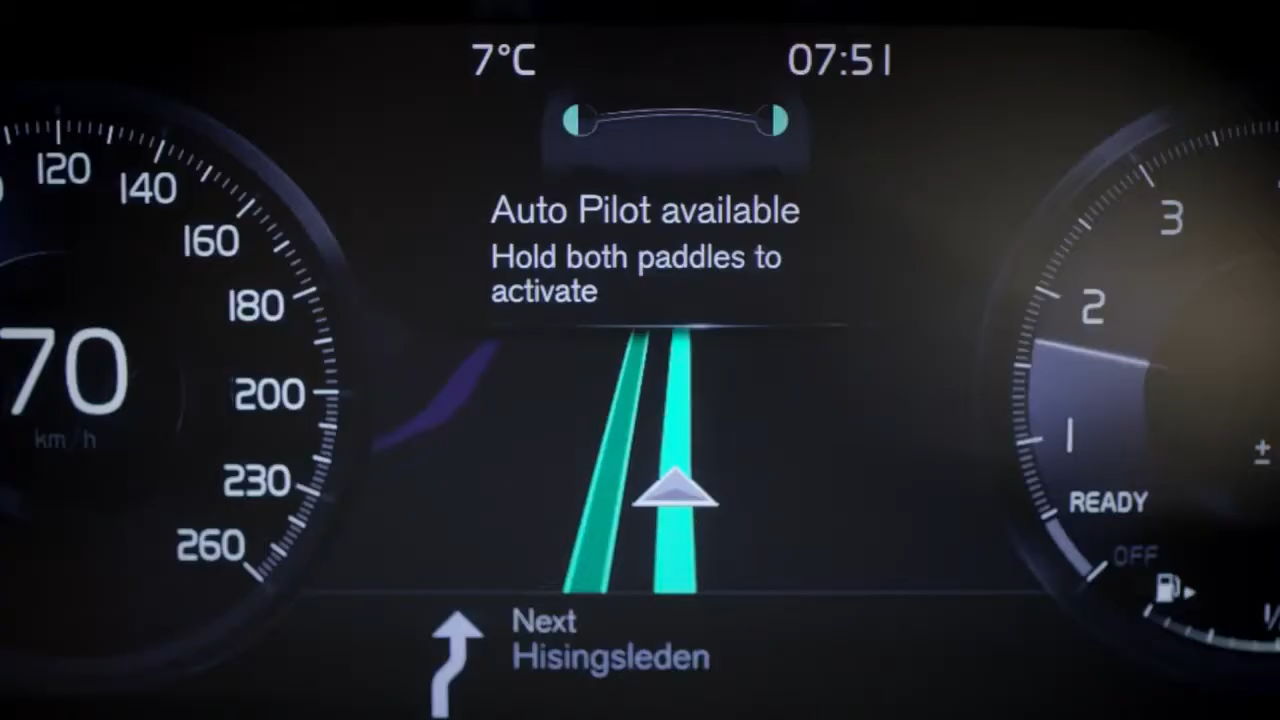 7°C
07:51
120
140
160
180
200
230
260
70
km/h
Auto Pilot available
Hold both paddles to
activate
3
2
1
READY
OFF
±
Next
Hisingsleden